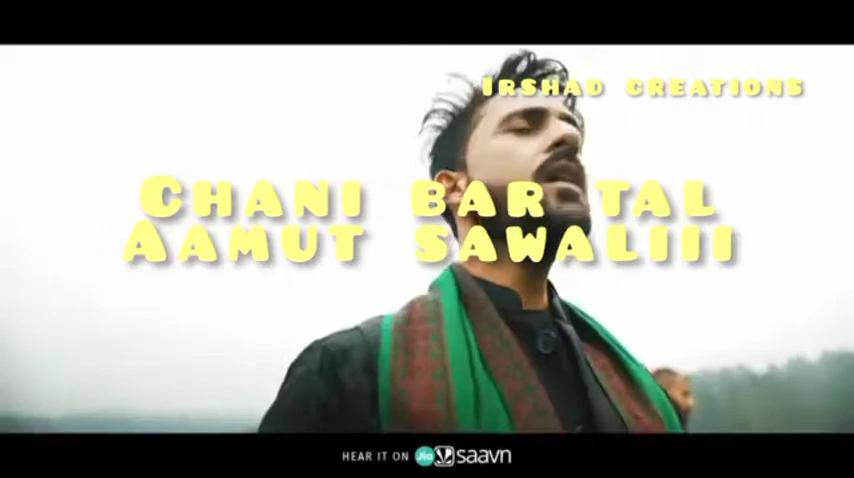 Irshad creations
Chani bar tal
Aamut sawaliii
HEAR IT ON Jio saavn